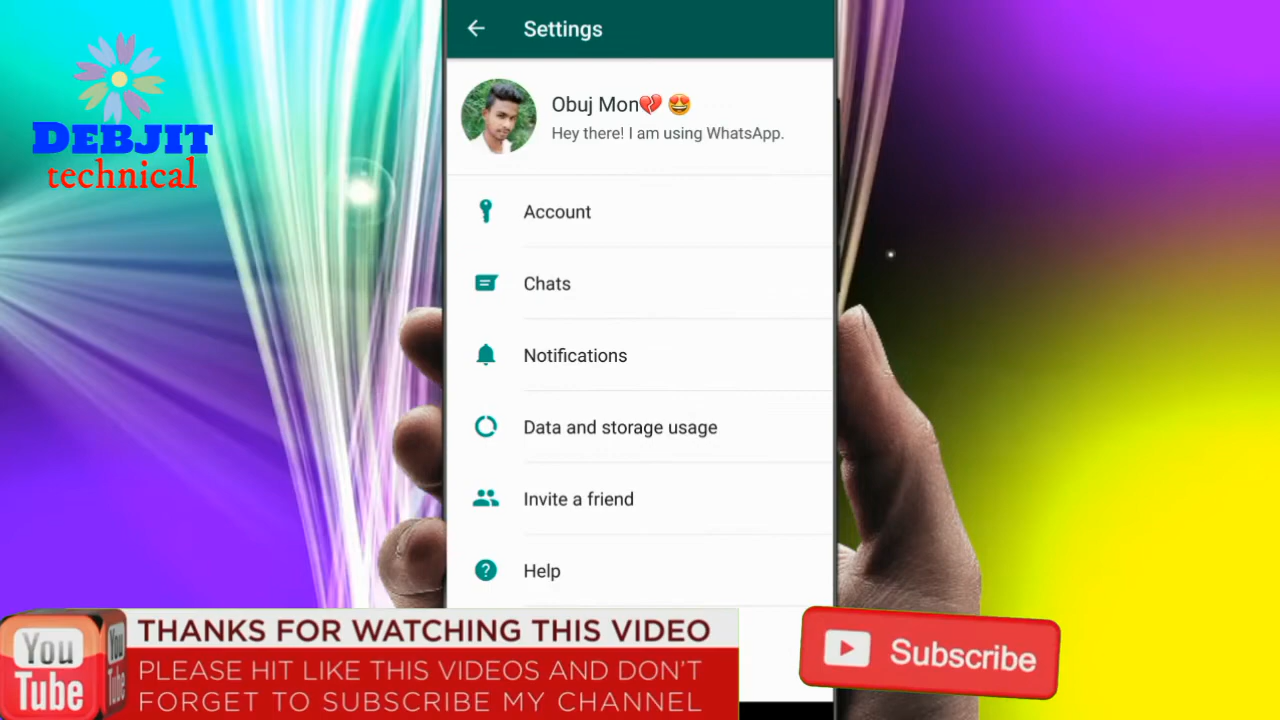 DEBJIT
technical
Settings
Obuj Mon💔 😍
Hey there! I am using WhatsApp.
Account
Chats
Notifications
Data and storage usage
Invite a friend
Help
You
Tube
You
Tube
THANKS FOR WATCHING THIS VIDEO
PLEASE HIT LIKE THIS VIDEOS AND DON'T
FORGET TO SUBSCRIBE MY CHANNEL
Subscribe